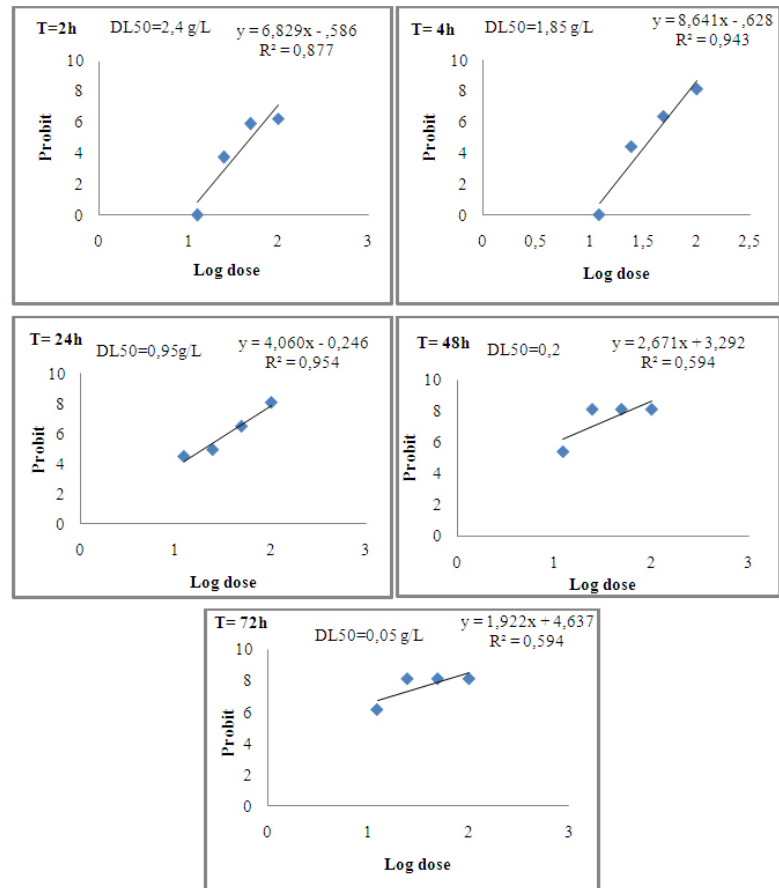 T=2h
DL50=2,4 g/L
y = 6,829x - ,586
R² = 0,877
10
8
6
4
2
0
Probit
0
1
2
3
Log dose
T= 4h
DL50=1,85 g/L
y = 8,641x - ,628
R² = 0,943
10
8
6
4
2
0
Probit
0
0,5
1
1,5
2
2,5
Log dose
T= 24h
DL50=0,95g/L
y = 4,060x - 0,246
R² = 0,954
10
8
6
4
2
0
Probit
0
1
2
3
Log dose
T= 48h
DL50=0,2
y = 2,671x + 3,292
R² = 0,594
10
8
6
4
2
0
Probit
0
1
2
3
Log dose
T= 72h
DL50=0,05 g/L
y = 1,922x + 4,637
R² = 0,594
10
8
6
4
2
0
Probit
0
1
2
3
Log dose